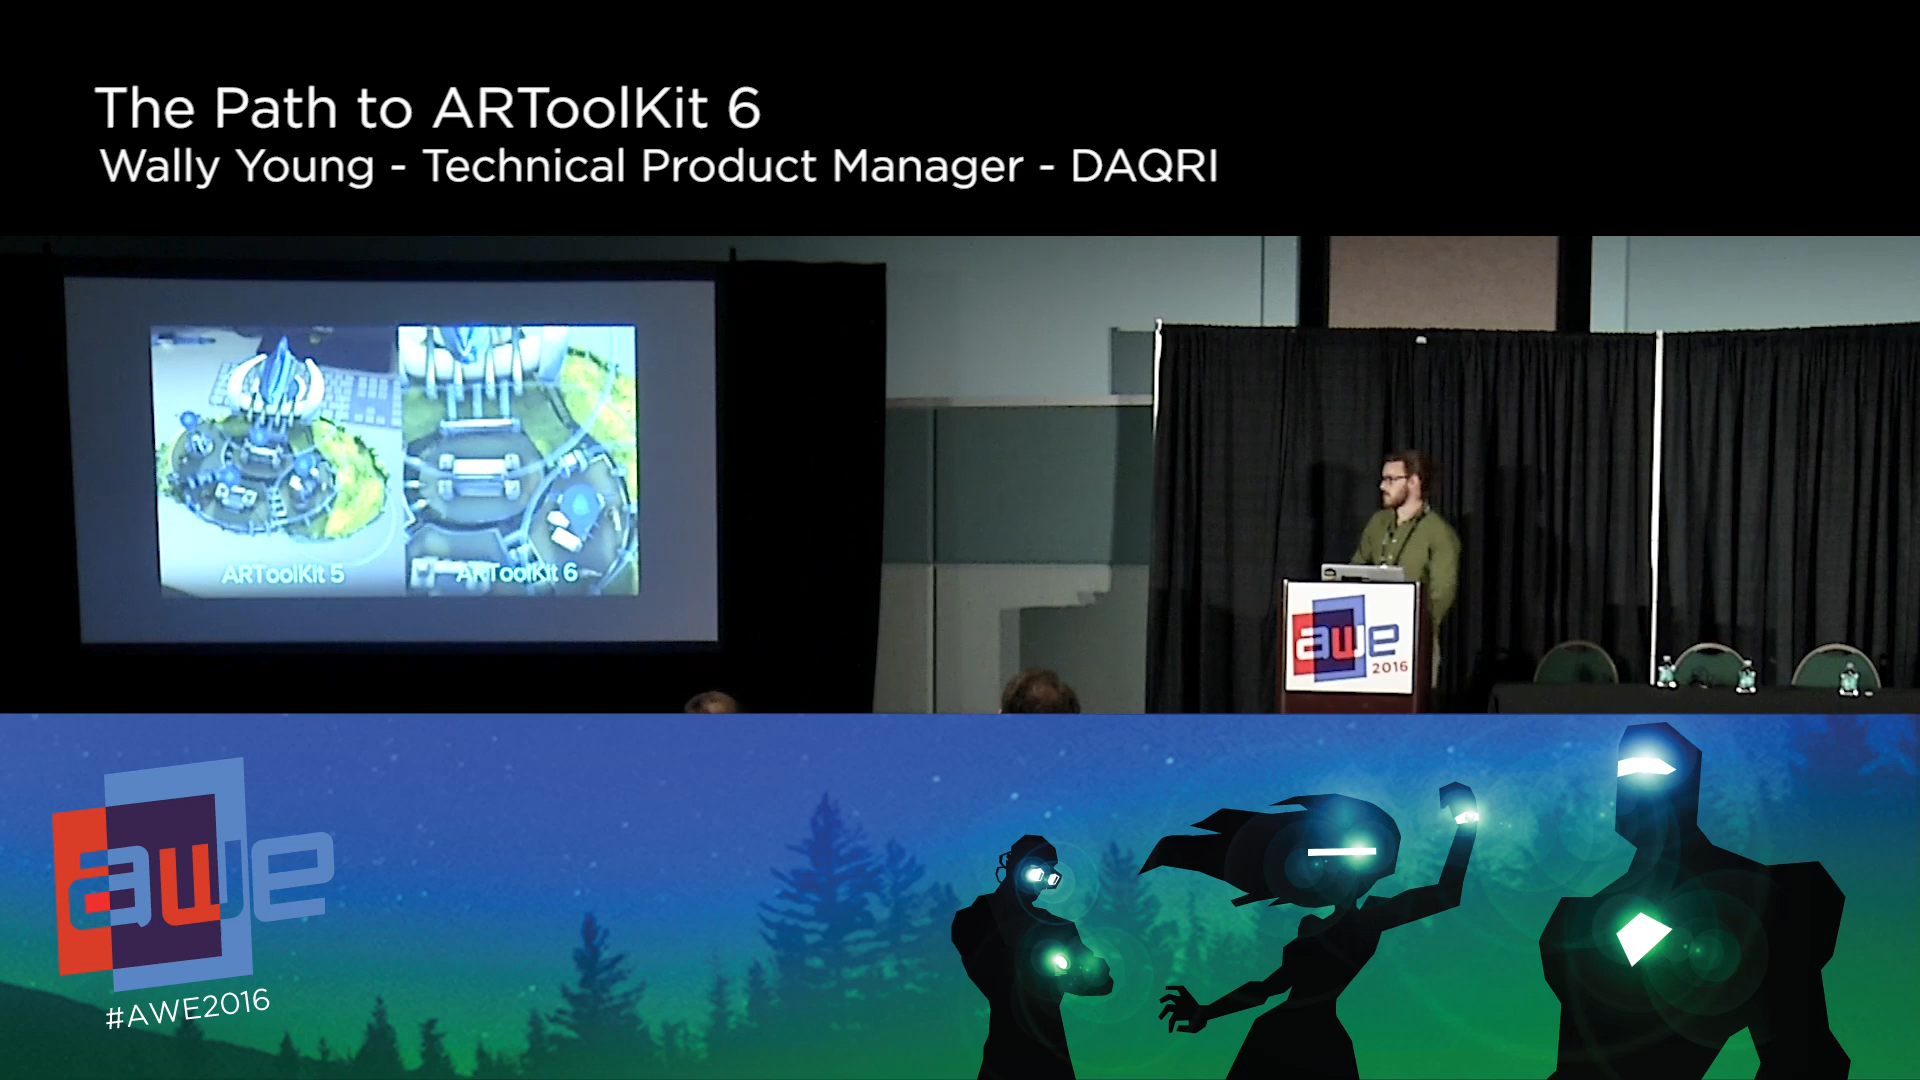 The Path to ARToolKit 6
Wally Young - Technical Product Manager - DAQRI
ARToolKit 5
ARToolKit 6
awe
2016
awe
#AWE2016